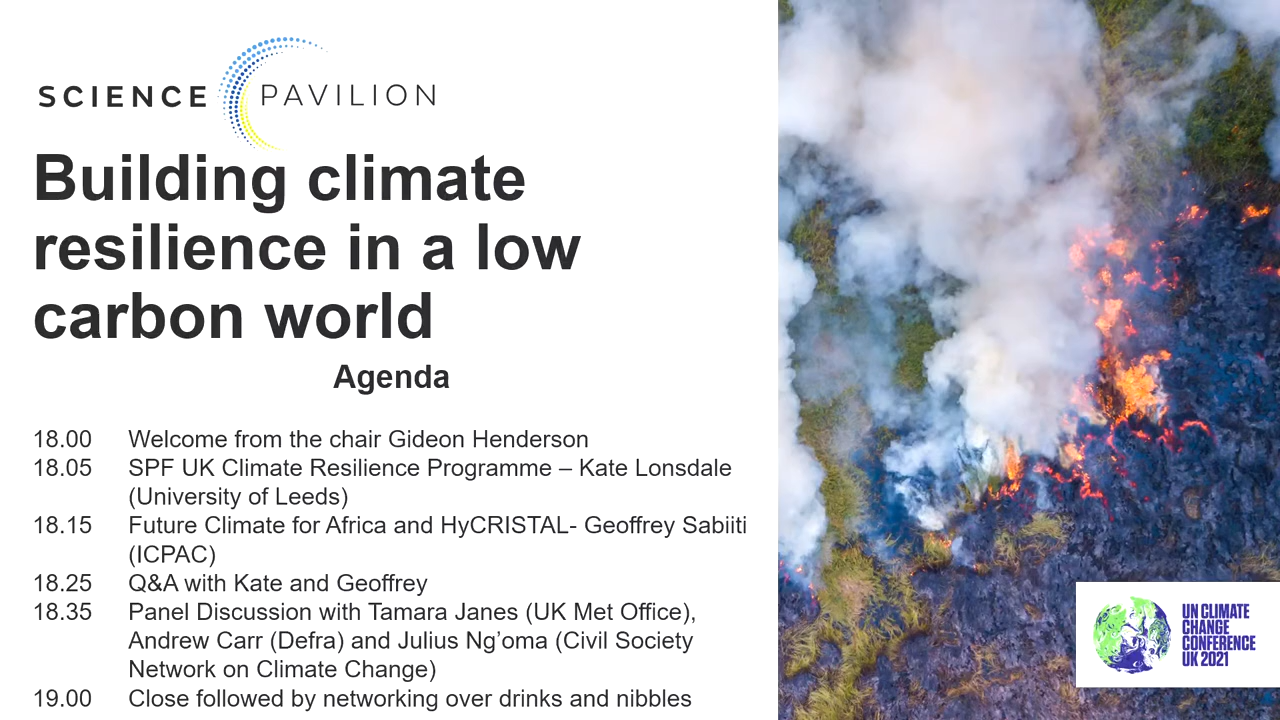 SCIENCE PAVILION
Building climate
resilience in a low
carbon world
Agenda
18.00 Welcome from the chair Gideon Henderson
18.05 SPF UK Climate Resilience Programme – Kate Lonsdale
(University of Leeds)
18.15 Future Climate for Africa and HyCRISTAL- Geoffrey Sabiiti
(ICPAC)
18.25 Q&A with Kate and Geoffrey
18.35 Panel Discussion with Tamara Janes (UK Met Office),
Andrew Carr (Defra) and Julius Ng’oma (Civil Society
Network on Climate Change)
19.00 Close followed by networking over drinks and nibbles
UN CLIMATE
CHANGE
CONFERENCE
UK 2021